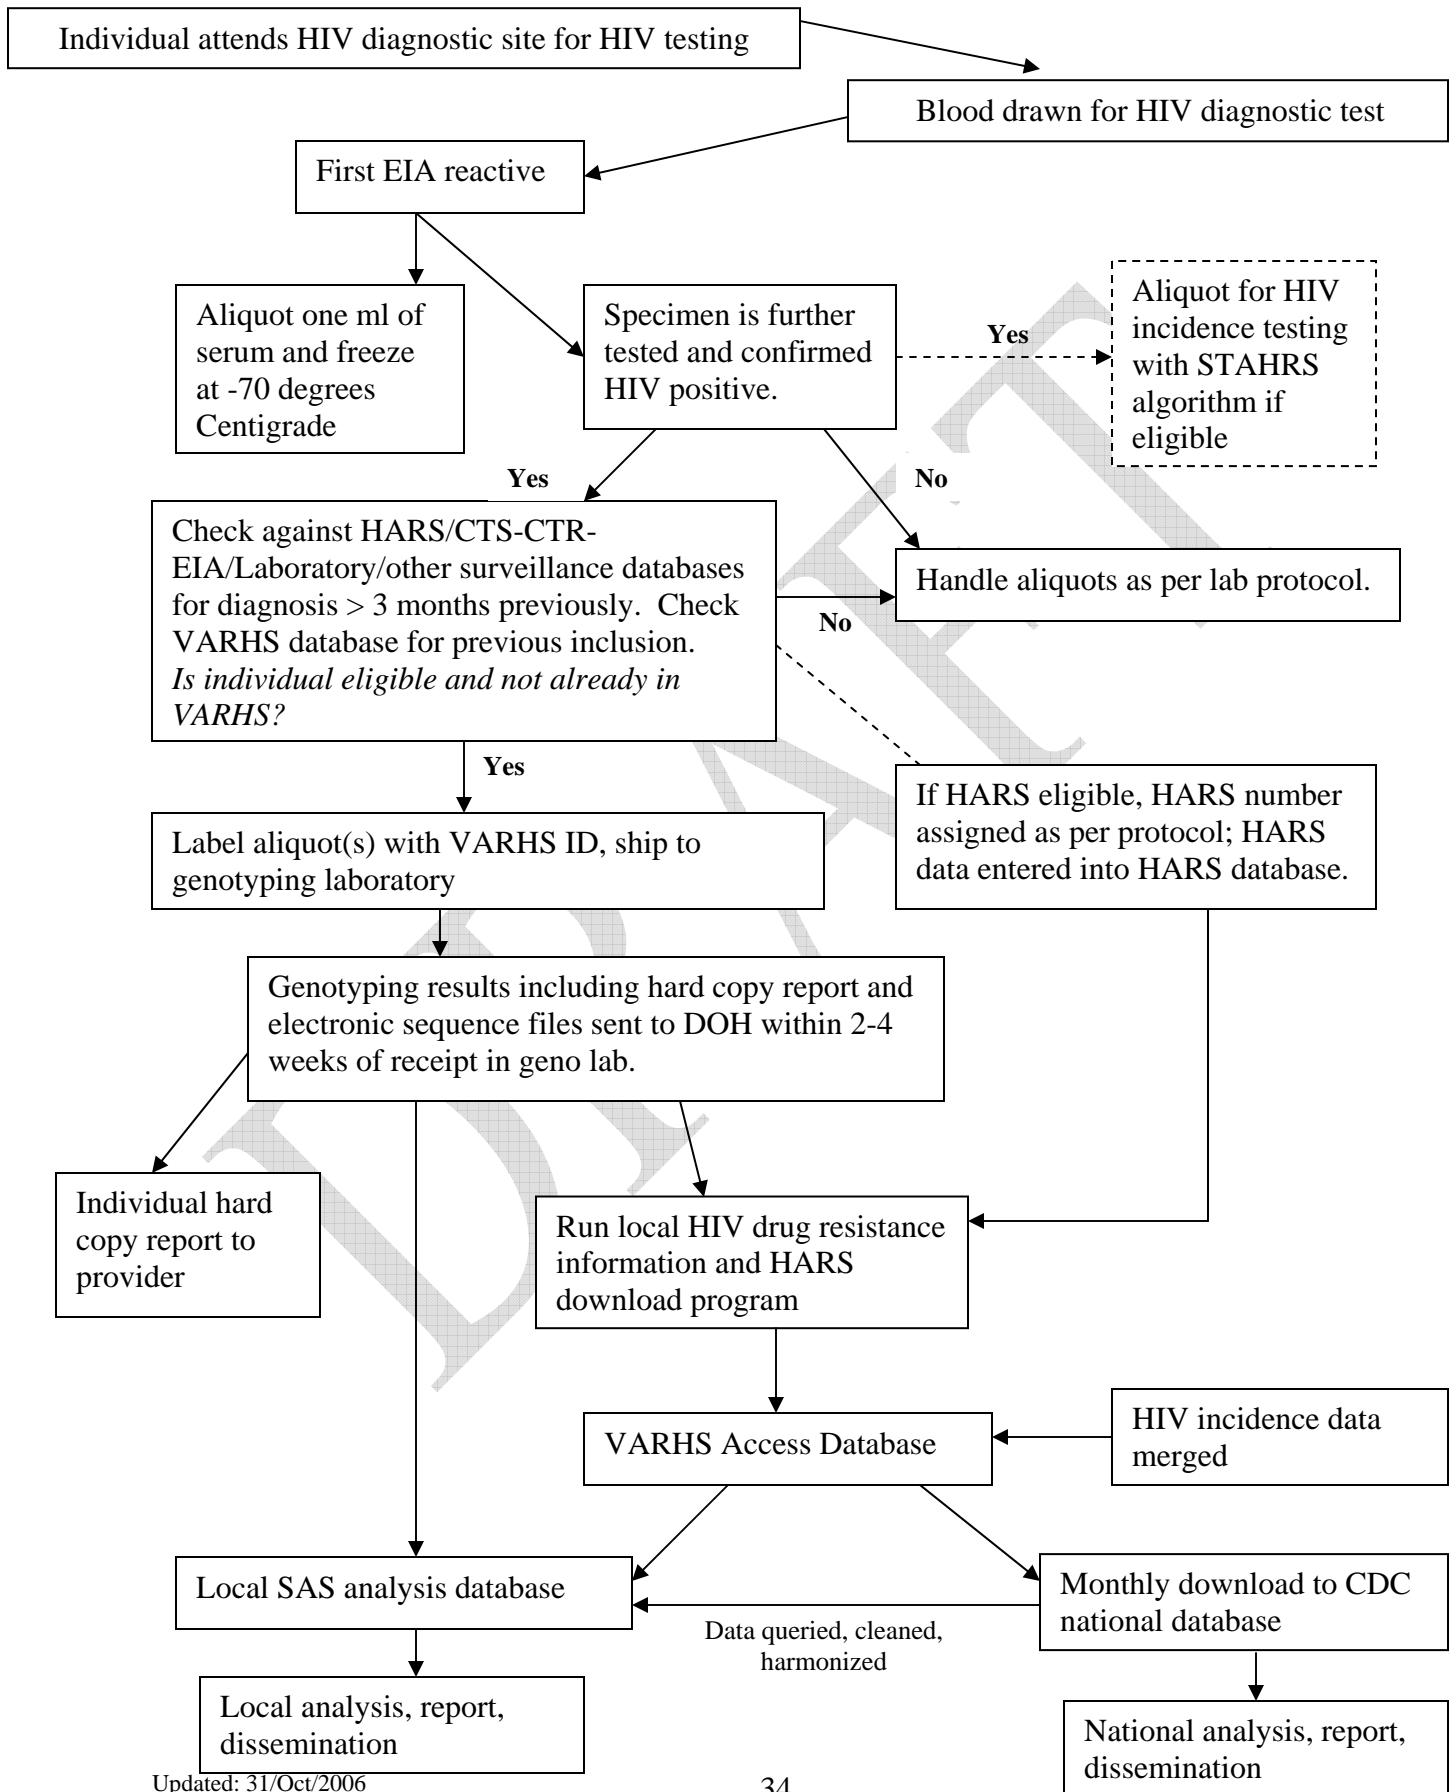 Individual attends HIV diagnostic site for HIV testing
Blood drawn for HIV diagnostic test
First EIA reactive
Aliquot one ml of
serum and freeze
at -70 degrees
Centigrade
Specimen is further
tested and confirmed
HIV positive.
Yes
Aliquot for HIV
incidence testing
with STAHRS
algorithm if
eligible
Yes
No
Check against HARS/CTS-CTR-
EIA/Laboratory/other surveillance databases
for diagnosis > 3 months previously.  Check
VARHS database for previous inclusion.
Is individual eligible and not already in
VARHS?
No
Handle aliquots as per lab protocol.
Yes
Label aliquot(s) with VARHS ID, ship to
genotyping laboratory
If HARS eligible, HARS number
assigned as per protocol; HARS
data entered into HARS database.
Genotyping results including hard copy report and
electronic sequence files sent to DOH within 2-4
weeks of receipt in geno lab.
Individual hard
copy report to
provider
Run local HIV drug resistance
information and HARS
download program
VARHS Access Database
HIV incidence data
merged
Local SAS analysis database
Data queried, cleaned,
harmonized
Monthly download to CDC
national database
Local analysis, report,
dissemination
National analysis, report,
dissemination
Updated: 31/Oct/2006
34
DRAFT